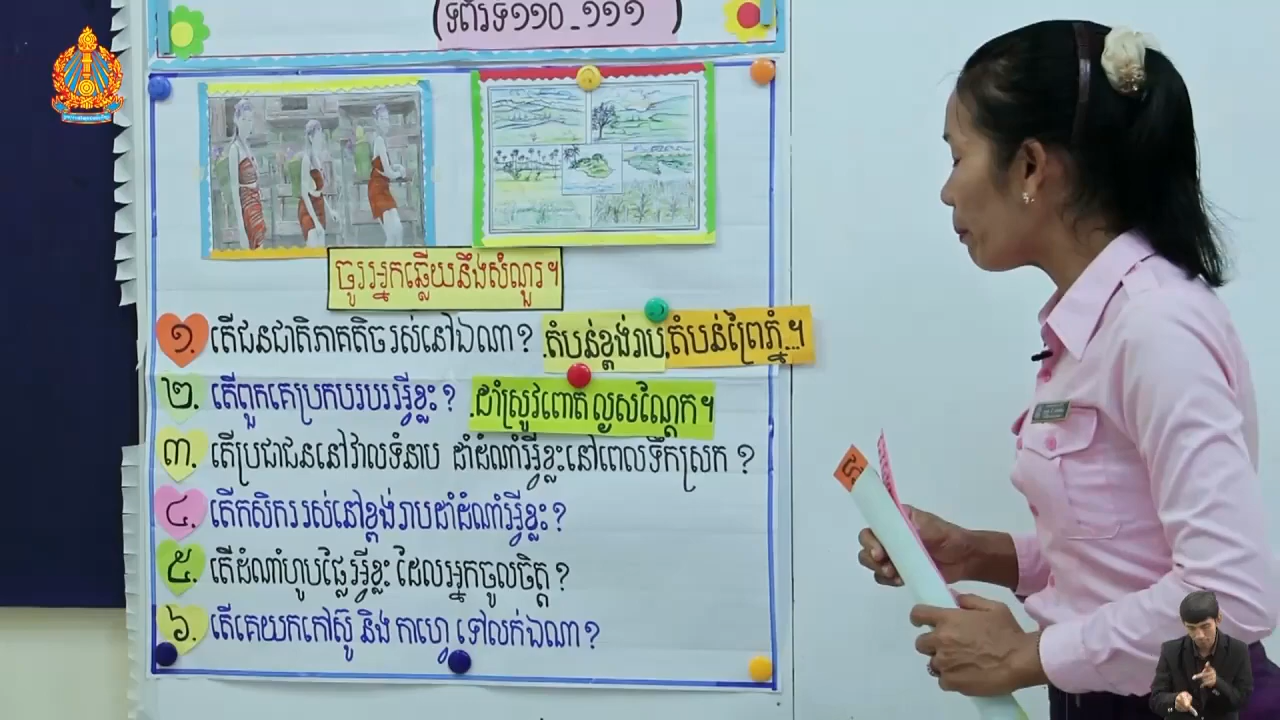 (ទំព័រទី១១០_១១១)
ចូរអ្នកឆ្លើយនឹងសំណួរ។
១. តើជនជាតិភាគតិចរស់នៅឯណា? តំបន់ខ្ពង់រាប,តំបន់ព្រៃភ្នំ...។
២. តើពួកគេប្រកបរបរអ្វីខ្លះ? ដាំស្រូវពោតល្ងសណ្តែក។
៣. តើប្រជាជននៅវាលទំនាប ដាំដំណាំអ្វីខ្លះនៅពេលទឹកស្រក ?
៤. តើកសិកររស់នៅខ្ពង់រាបដាំដំណាំអ្វីខ្លះ?
៥. តើដំណាំហូបផ្លែអ្វីខ្លះ ដែលអ្នកចូលចិត្ត?
៦. តើគេយកកៅស៊ូ និង កាហ្វេ ទៅលក់ឯណា?